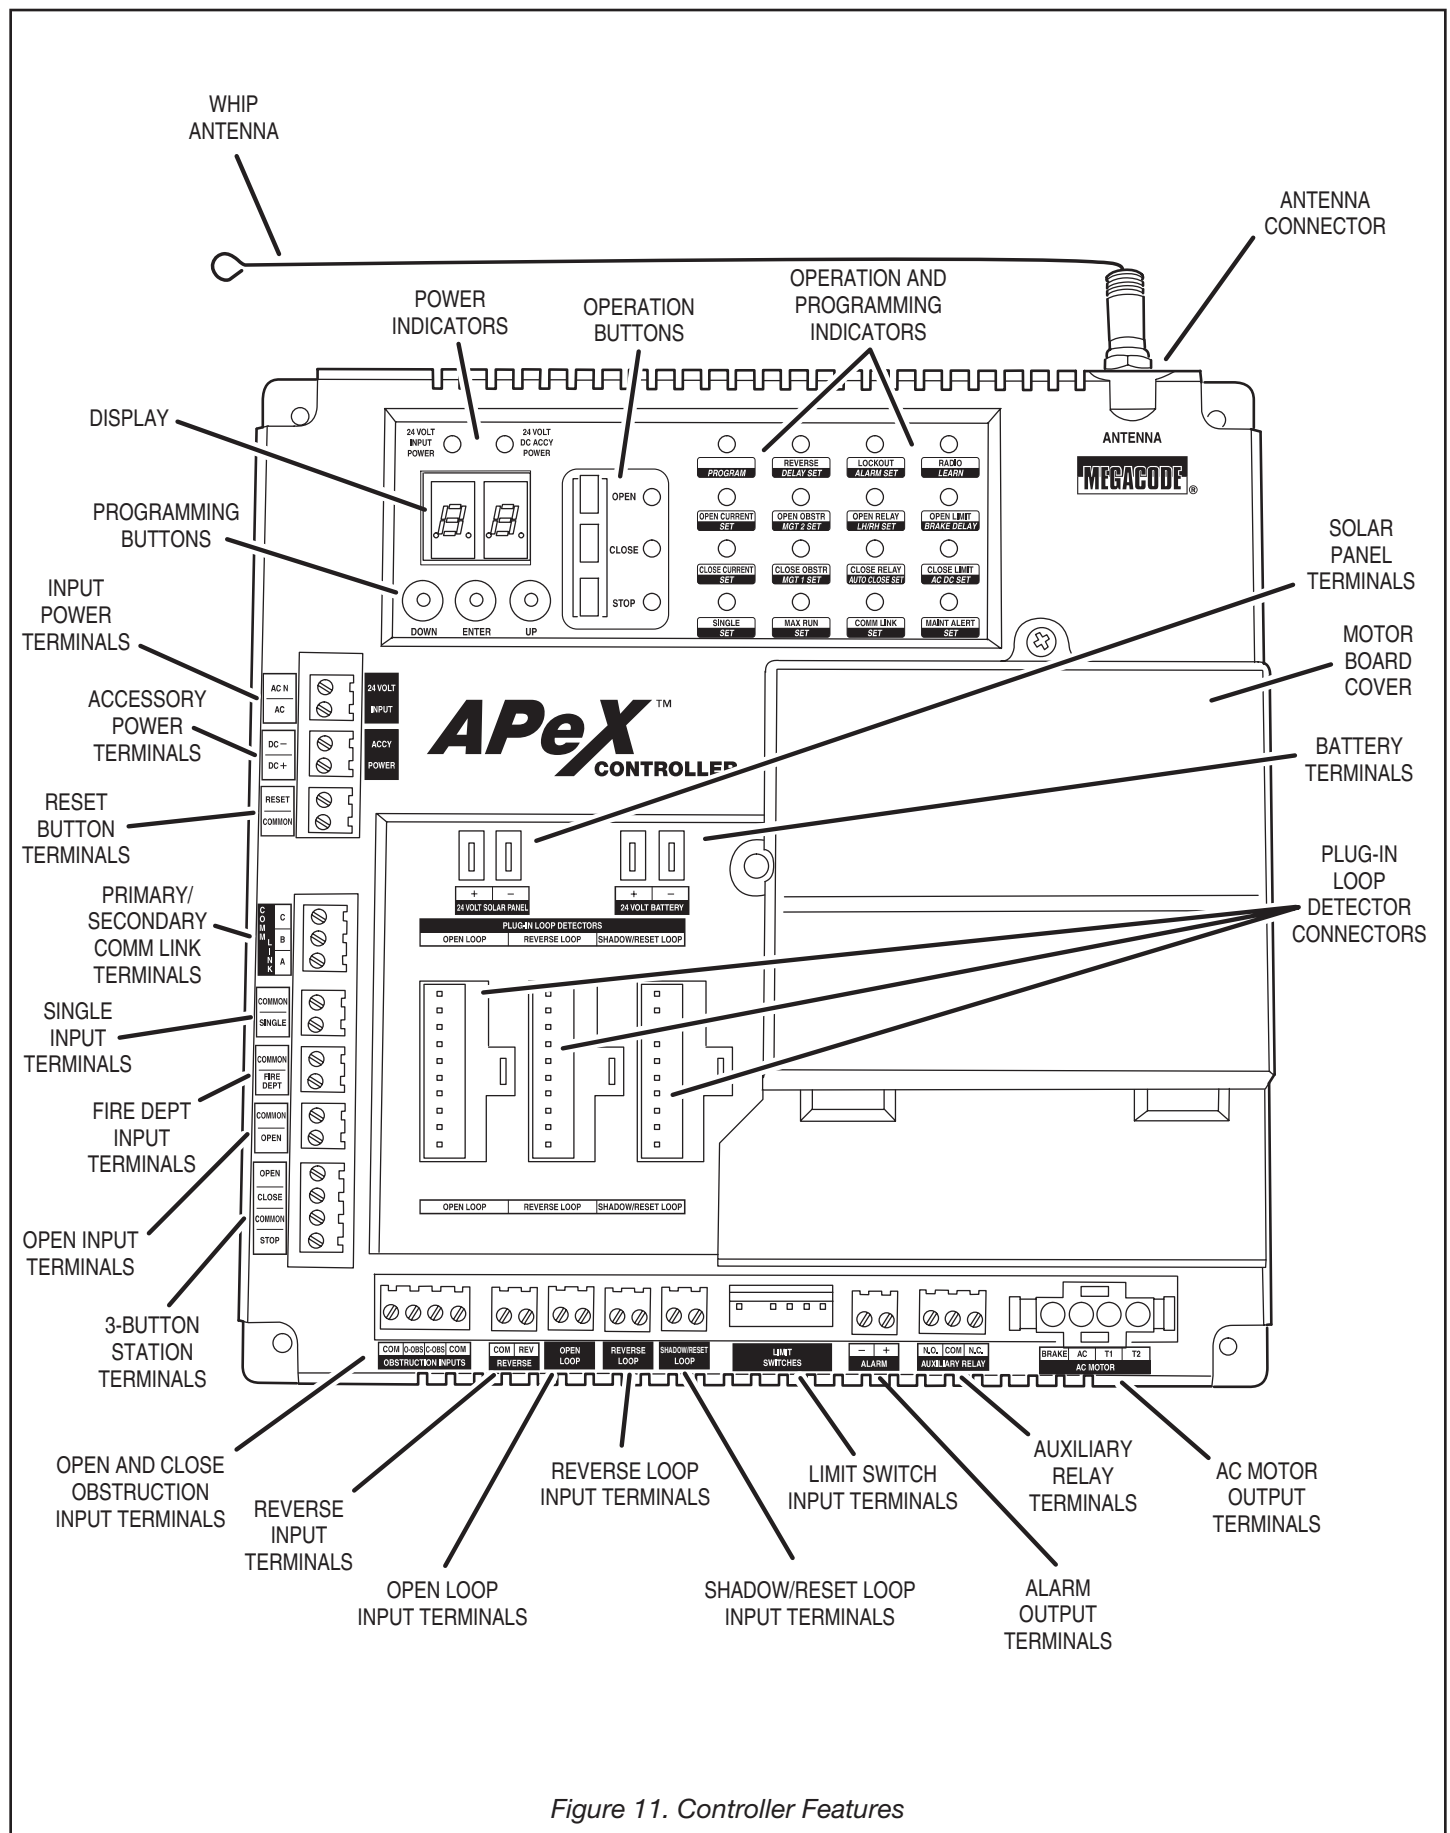 WHIP
ANTENNA
ANTENNA
CONNECTOR
POWER
INDICATORS
OPERATION
BUTTONS
OPERATION AND
PROGRAMMING
INDICATORS
DISPLAY
PROGRAMMING
BUTTONS
INPUT
POWER
TERMINALS
ACCESSORY
POWER
TERMINALS
RESET
BUTTON
TERMINALS
PRIMARY/
SECONDARY
COMM LINK
TERMINALS
SINGLE
INPUT
TERMINALS
FIRE DEPT
INPUT
TERMINALS
OPEN INPUT
TERMINALS
3-BUTTON
STATION
TERMINALS
24 VOLT
INPUT
POWER
24 VOLT
DC ACCY
POWER
DOWN ENTER UP
OPEN
CLOSE
STOP
PROGRAM
REVERSE
DELAY SET
LOCKOUT
ALARM SET
RADIO
LEARN
OPEN CURRENT
SET
OPEN OBSTR
MGT 2 SET
OPEN RELAY
LH/RH SET
OPEN LIMIT
BRAKE DELAY
CLOSE CURRENT
SET
CLOSE OBSTR
MGT 1 SET
CLOSE RELAY
AUTO CLOSE SET
CLOSE LIMIT
AC DC SET
SINGLE
SET
MAX RUN
SET
COMM LINK
SET
MAINT ALERT
SET
ANTENNA
MEGACODE ®
SOLAR
PANEL
TERMINALS
MOTOR
BOARD
COVER
BATTERY
TERMINALS
PLUG-IN
LOOP
DETECTOR
CONNECTORS
AC N
AC
24 VOLT
INPUT
DC −
DC +
ACCY
POWER
RESET
COMMON
APeX ™
CONTROLLER
+ −
24 VOLT SOLAR PANEL
+ −
24 VOLT BATTERY
PLUG-IN LOOP DETECTORS
OPEN LOOP REVERSE LOOP SHADOW/RESET LOOP
COMM LINK
C
B
A
COMMON
SINGLE
COMMON
FIRE
DEPT
COMMON
OPEN
OPEN
CLOSE
COMMON
STOP
OPEN LOOP REVERSE LOOP SHADOW/RESET LOOP
COM O-OBS C-OBS COM
OBSTRUCTION INPUTS
COM REV
REVERSE
OPEN
LOOP
REVERSE
LOOP
SHADOW/RESET
LOOP
LIMIT
SWITCHES
− +
ALARM
N.O. COM N.C.
AUXILIARY RELAY
BRAKE AC T1 T2
AC MOTOR
OPEN AND CLOSE
OBSTRUCTION
INPUT TERMINALS
REVERSE
INPUT
TERMINALS
OPEN LOOP
INPUT TERMINALS
REVERSE LOOP
INPUT TERMINALS
SHADOW/RESET LOOP
INPUT TERMINALS
LIMIT SWITCH
INPUT TERMINALS
ALARM
OUTPUT
TERMINALS
AUXILIARY
RELAY
TERMINALS
AC MOTOR
OUTPUT
TERMINALS
Figure 11. Controller Features